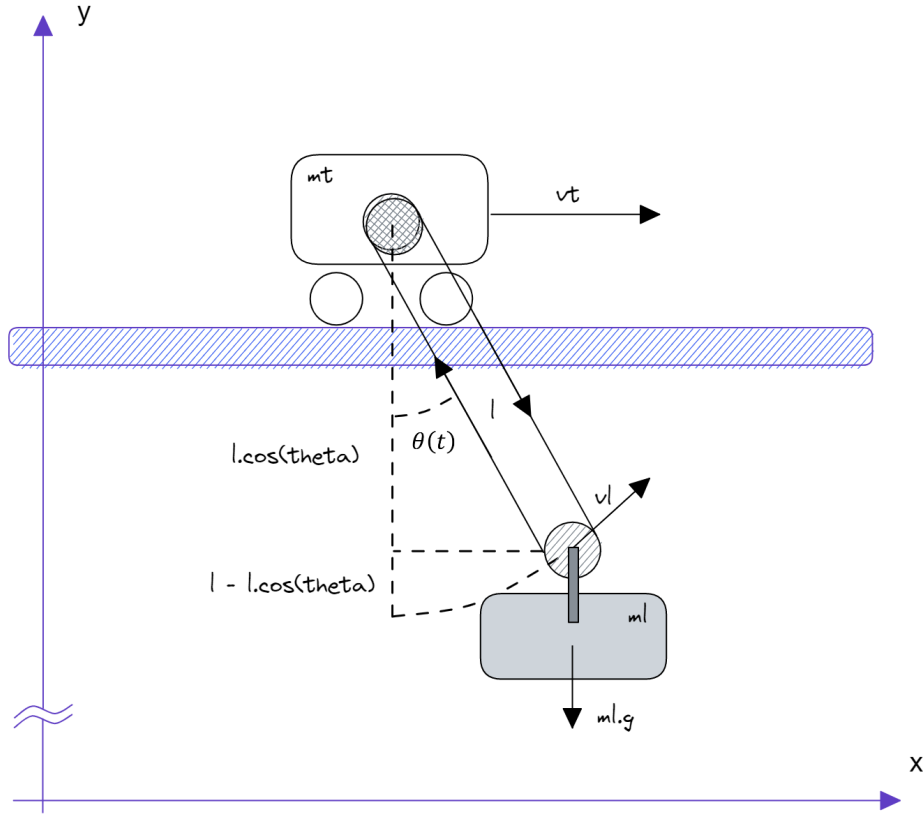 y
mt
vt
l
θ(t)
l.cos(theta)
vl
l - l.cos(theta)
ml
ml.g
x